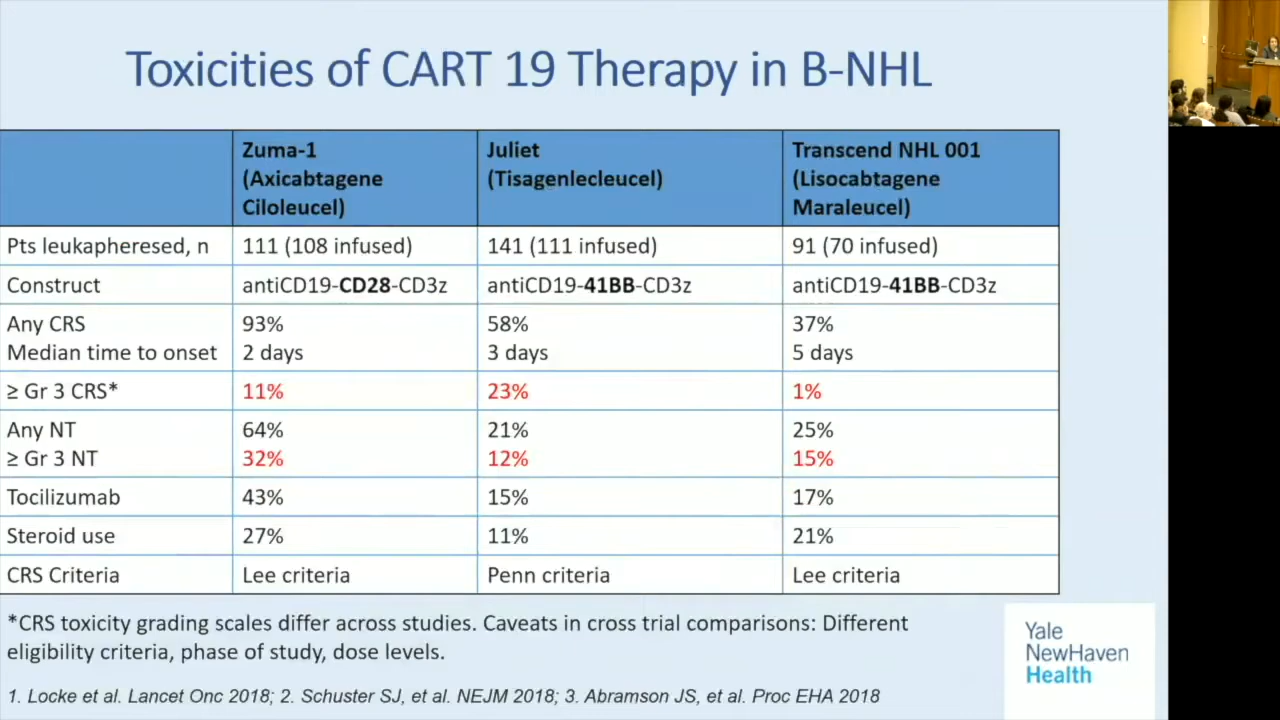 Toxicities of CART 19 Therapy in B-NHL
Zuma-1
(Axicabtagene
Ciloleucel)
Juliet
(Tisagenlecleucel)
Transcend NHL 001
(Lisocabtagene
Maraleucel)
Pts leukapheresed, n 111 (108 infused) 141 (111 infused) 91 (70 infused)
Construct antiCD19-CD28-CD3z antiCD19-41BB-CD3z antiCD19-41BB-CD3z
Any CRS 93% 58% 37%
Median time to onset 2 days 3 days 5 days
≥ Gr 3 CRS* 11% 23% 1%
Any NT 64% 21% 25%
≥ Gr 3 NT 32% 12% 15%
Tocilizumab 43% 15% 17%
Steroid use 27% 11% 21%
CRS Criteria Lee criteria Penn criteria Lee criteria
*CRS toxicity grading scales differ across studies. Caveats in cross trial comparisons: Different
eligibility criteria, phase of study, dose levels.
1. Locke et al. Lancet Onc 2018; 2. Schuster SJ, et al. NEJM 2018; 3. Abramson JS, et al. Proc EHA 2018
Yale
NewHaven
Health